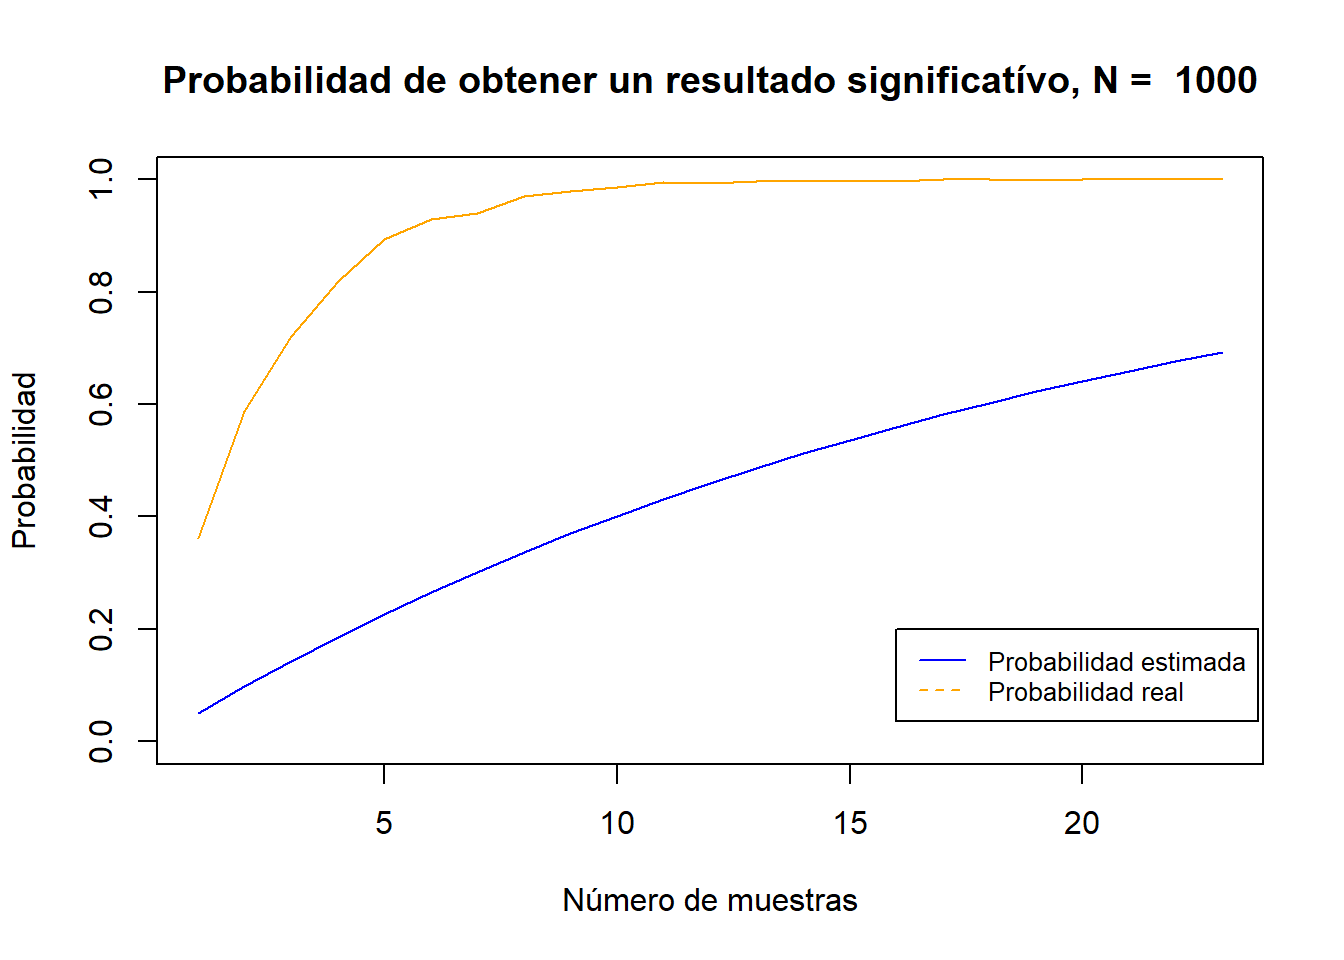 Probabilidad de obtener un resultado significatívo, N =  1000
Probabilidad
1.0
0.8
0.6
0.4
0.2
0.0
Probabilidad estimada
Probabilidad real
5 10 15 20
Número de muestras